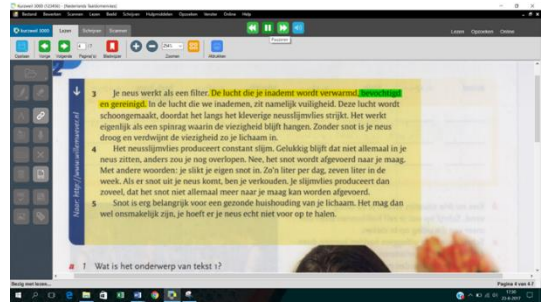 Kurzweil 3000 (123456) - [Nederlands Sanitominvies]
Bestand Bewerken Scannen Lezen Beeld Schrijven Hulpmiddelen Opzoeken Venster Online Help
Kurzweil 3000 Lezen Schrijven Scannen Lezen Opzoeken Online
Openen Vorige Volgende Pagina('s) Bladwijzer Zoomen Afdrukken
Pauzeren
2
Naar: http://www.willemwever.nl
3 Je neus werkt als een filter. De lucht die je inademt wordt verwarmd, bevochtigd
en gereinigd. In de lucht die we inademen, zit namelijk vuiligheid. Deze lucht wordt
schoongemaakt, doordat het langs het kleverige neusslijmvlies strijkt. Het werkt
eigenlijk als een spinrag waarin de viezigheid blijft hangen. Zonder snot is je neus
droog en verdwijnt de viezigheid zo je lichaam in.
4 Het neusslijmvlies produceert constant slijm. Gelukkig blijft dat niet allemaal in je
neus zitten, anders zou je nog overlopen. Nee, het snot wordt afgevoerd naar je maag.
Met andere woorden: je slikt je eigen snot in. Zo'n liter per dag, zeven liter in de
week. Als er snot uit je neus komt, ben je verkouden. Je slijmvlies produceert dan
zoveel, dat het snot niet allemaal meer naar je maag kan worden afgevoerd.
5 Snot is erg belangrijk voor een gezonde huishouding van je lichaam. Het mag dan
wel onsmakelijk zijn, je hoeft er je neus echt niet voor op te halen.
a 1 Wat is het onderwerp van tekst 1?
Bezig met lezen...
Pagina 4 van 4-7
17:50